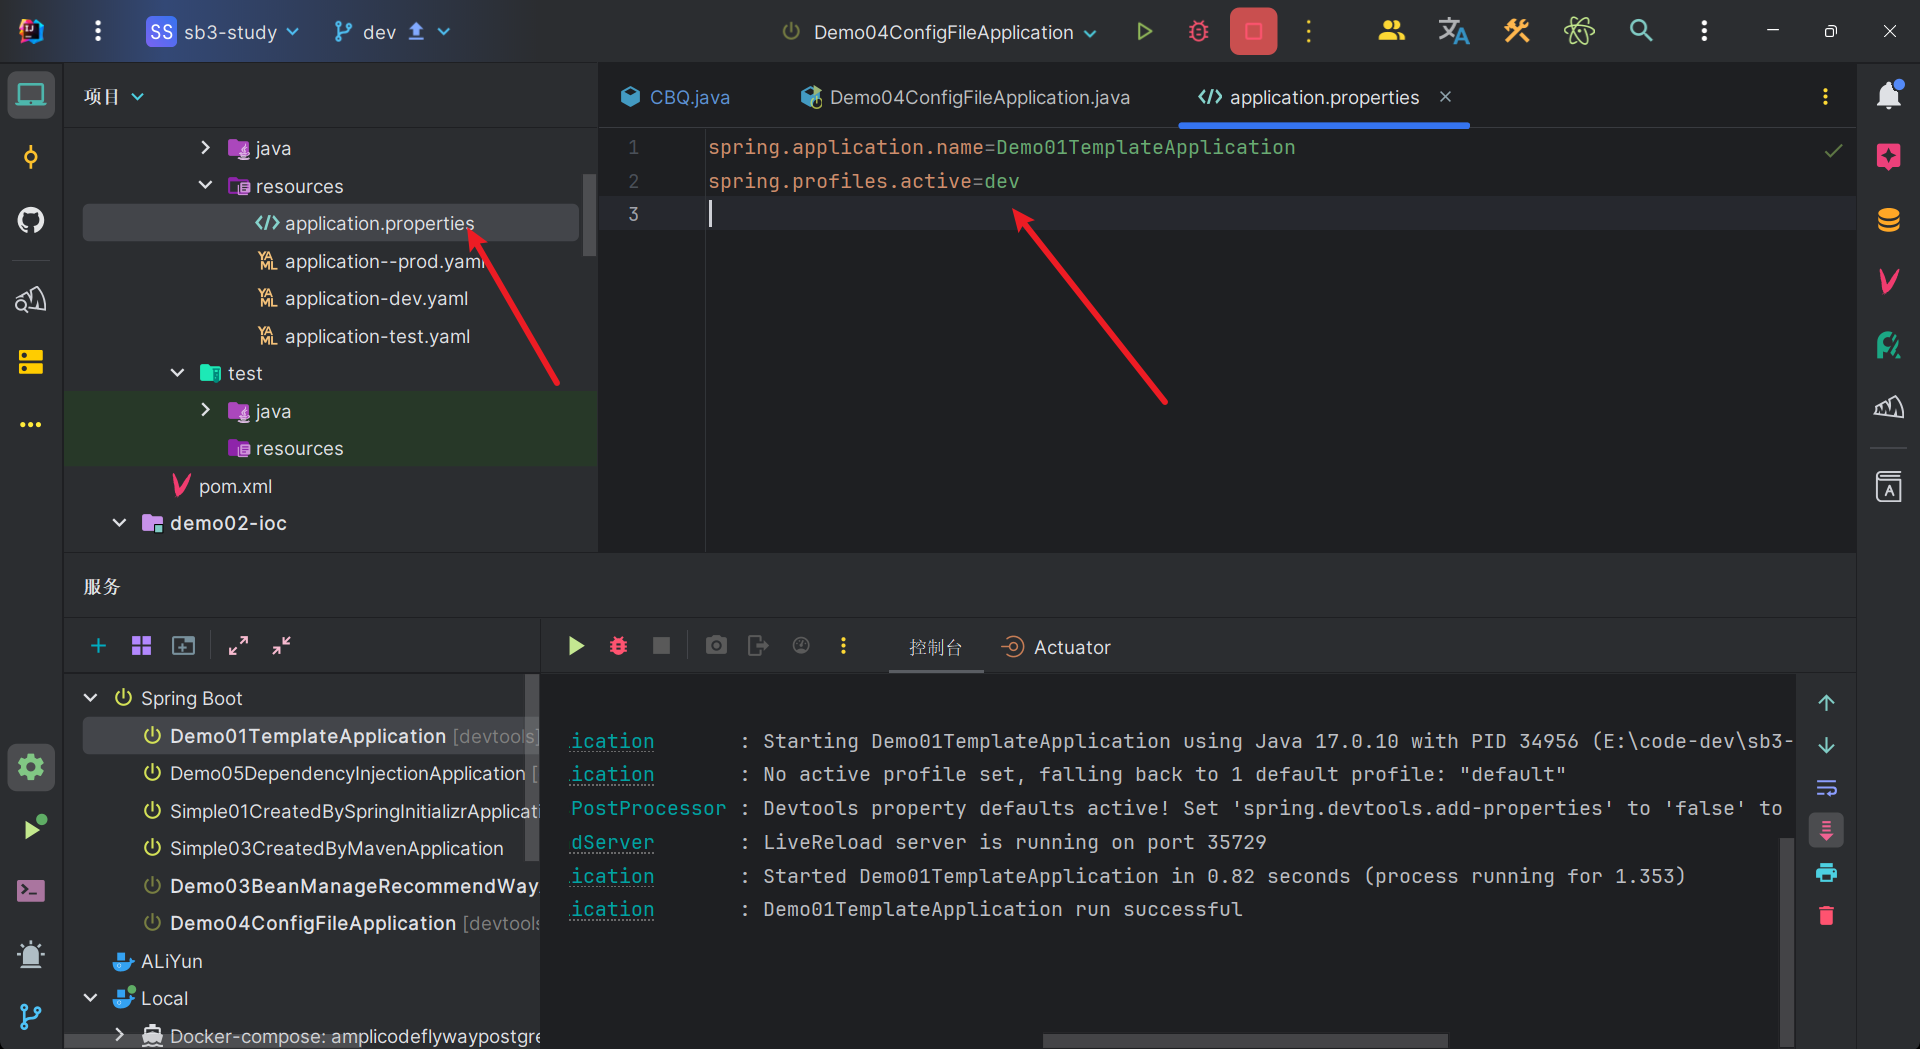 SS sb3-study dev Demo04ConfigFileApplication
项目
CBQ.java Demo04ConfigFileApplication.java application.properties
java
resources
application.properties
application--prod.yaml
application-dev.yaml
application-test.yaml
test
java
resources
pom.xml
demo02-ioc
1 spring.application.name=Demo01TemplateApplication
2 spring.profiles.active=dev
3
服务
控制台 Actuator
Spring Boot
Demo01TemplateApplication [devtools]
Demo05DependencyInjectionApplication [
Simple01CreatedBySpringInitializrApplicati
Simple03CreatedByMavenApplication
Demo03BeanManageRecommendWay
Demo04ConfigFileApplication [devtools
ALiYun
Local
Docker-compose: amplicodeflywaypostgre
ication : Starting Demo01TemplateApplication using Java 17.0.10 with PID 34956 (E:\code-dev\sb3-
ication : No active profile set, falling back to 1 default profile: "default"
PostProcessor : Devtools property defaults active! Set 'spring.devtools.add-properties' to 'false' to
dServer : LiveReload server is running on port 35729
ication : Started Demo01TemplateApplication in 0.82 seconds (process running for 1.353)
ication : Demo01TemplateApplication run successful